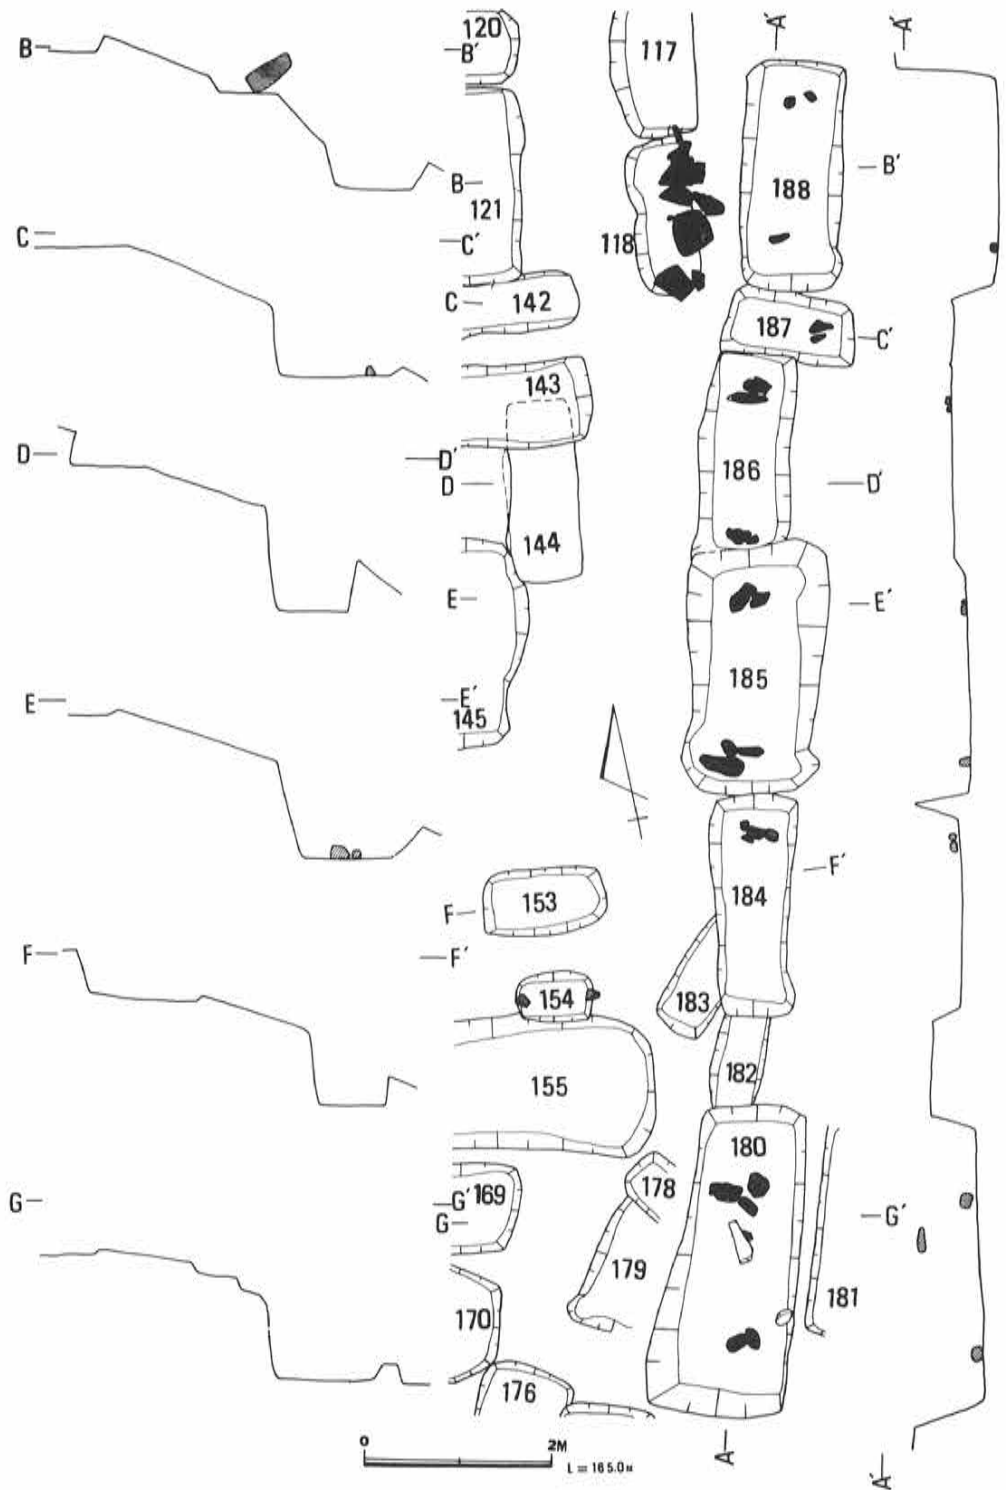 A′ A′
B 120 B′ 117
B 121 188 B′
C C′ 118
C 142 187 C′
143
D D′ 186 D′
D
144
E E′
E E′ 185
145
184 F′
F 153
F F′ 154 183
182
155
180
G G′ 169 178 G′
G
179 181
170
176
0 2M
L = 165.0M
A A′